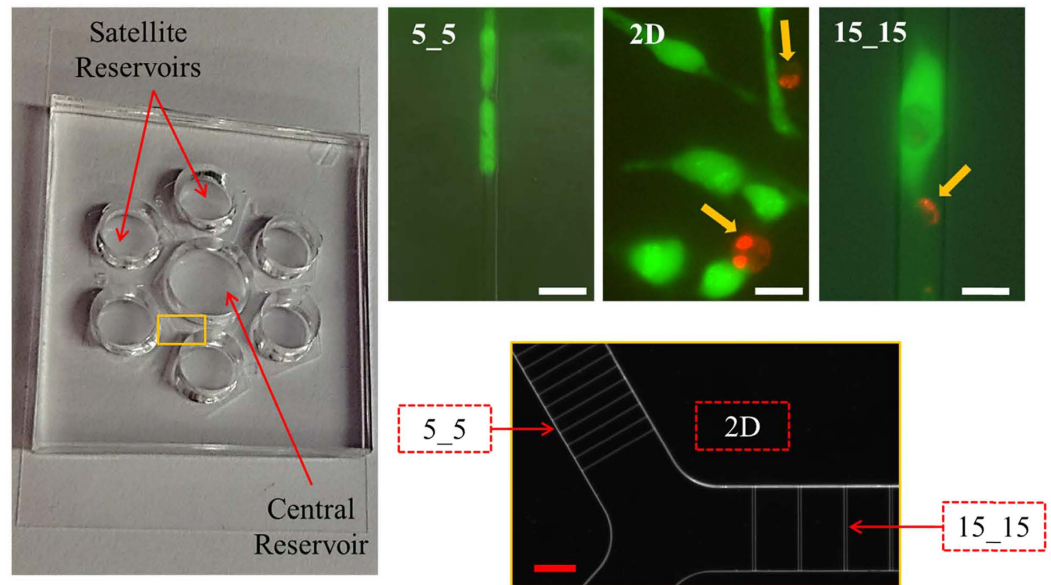 Satellite
Reservoirs
Central
Reservoir
5_5
2D
15_15
5_5
2D
15_15